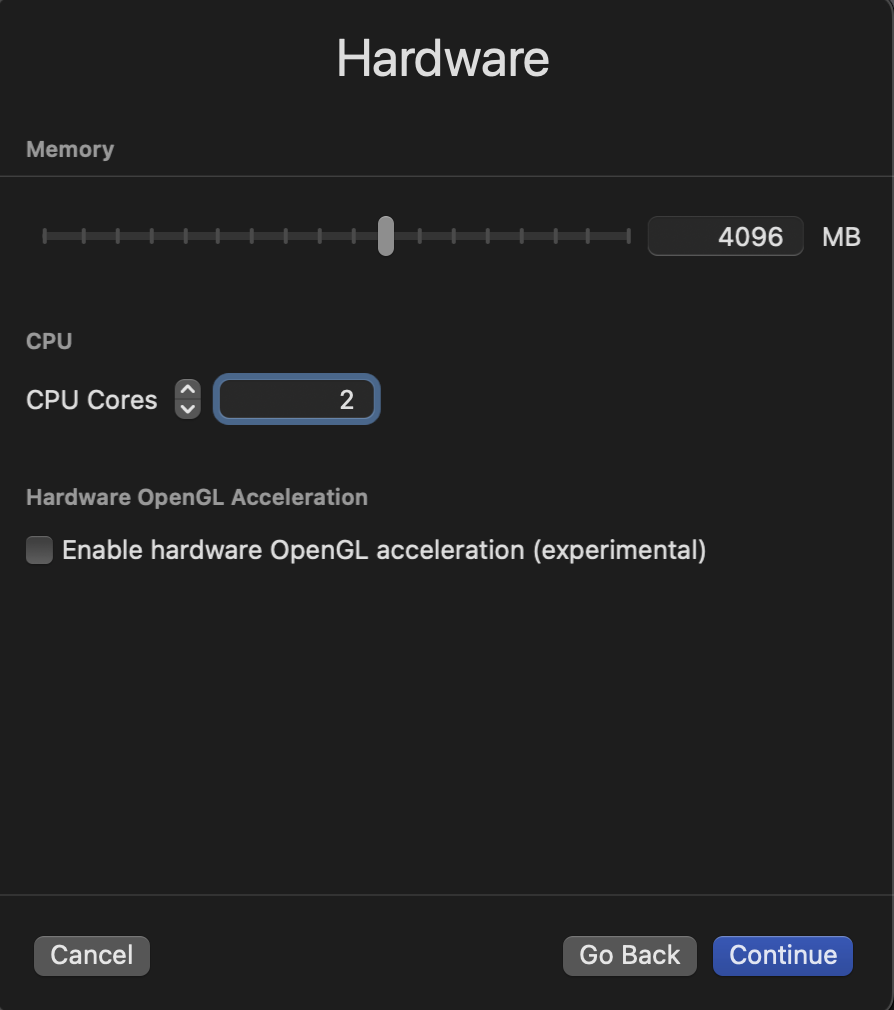 Hardware
Memory
4096 MB
CPU
CPU Cores 2
Hardware OpenGL Acceleration
Enable hardware OpenGL acceleration (experimental)
Cancel Go Back Continue